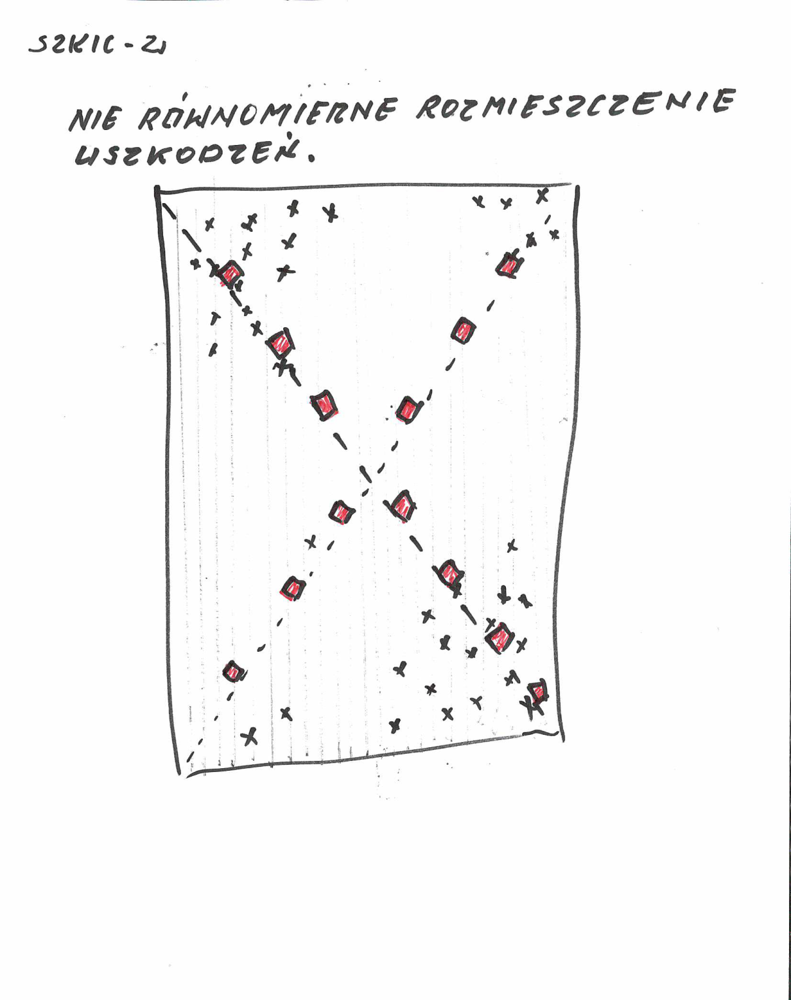 SZKIC - 2,
NIE RÓWNOMIERNE ROZMIESZCZENIE
USZKODZEŃ.